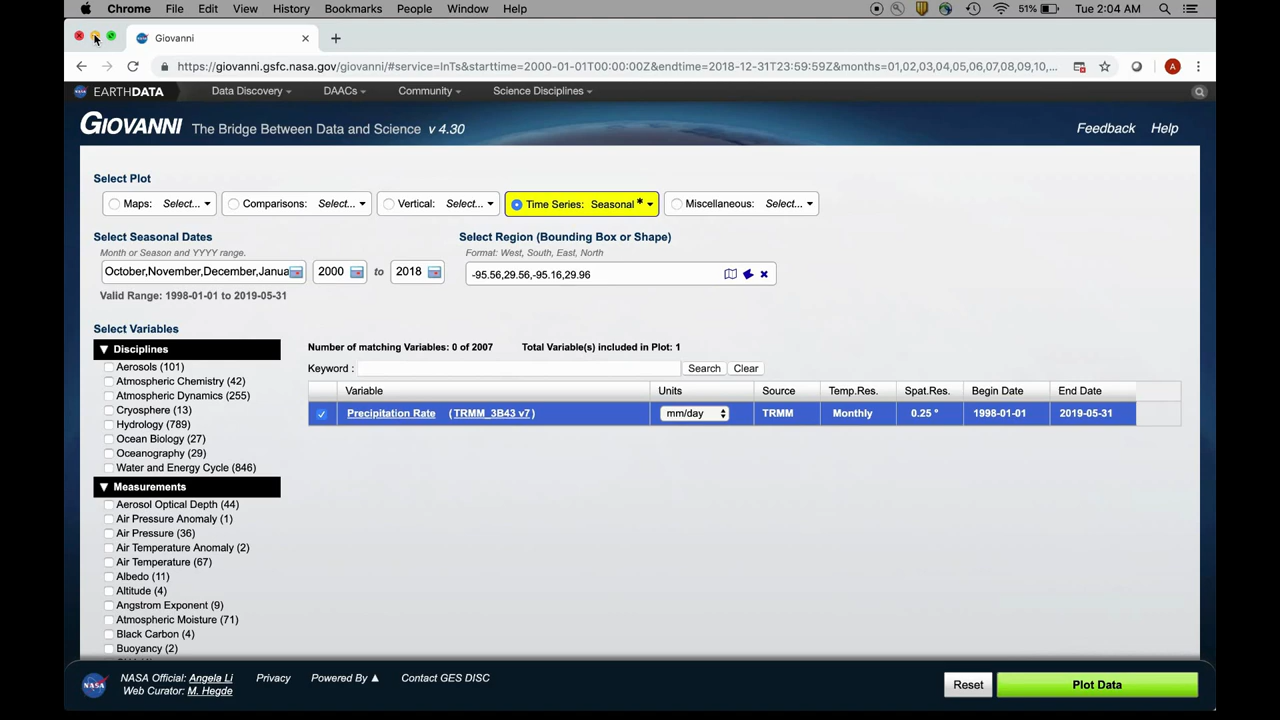 Chrome File Edit View History Bookmarks People Window Help 51% Tue 2:04 AM
Giovanni
https://giovanni.gsfc.nasa.gov/giovanni/#service=InTs&starttime=2000-01-01T00:00:00Z&endtime=2018-12-31T23:59:59Z&months=01,02,03,04,05,06,07,08,09,10,... A
EARTHDATA Data Discovery DAACs Community Science Disciplines
GIOVANNI The Bridge Between Data and Science v 4.30 Feedback Help
Select Plot
Maps: Select... Comparisons: Select... Vertical: Select... Time Series: Seasonal * Miscellaneous: Select...
Select Seasonal Dates Select Region (Bounding Box or Shape)
Month or Season and YYYY range. Format: West, South, East, North
October,November,December,Janua 2000 to 2018 -95.56,29.56,-95.16,29.96
Valid Range: 1998-01-01 to 2019-05-31
Select Variables
Disciplines Number of matching Variables: 0 of 2007 Total Variable(s) included in Plot: 1
Aerosols (101) Keyword : Search Clear
Atmospheric Chemistry (42)
Variable Units Source Temp.Res. Spat.Res. Begin Date End Date
Atmospheric Dynamics (255)
Cryosphere (13) Precipitation Rate (TRMM_3B43 v7) mm/day TRMM Monthly 0.25 ° 1998-01-01 2019-05-31
Hydrology (789)
Ocean Biology (27)
Oceanography (29)
Water and Energy Cycle (846)
Measurements
Aerosol Optical Depth (44)
Air Pressure Anomaly (1)
Air Pressure (36)
Air Temperature Anomaly (2)
Air Temperature (67)
Albedo (11)
Altitude (4)
Angstrom Exponent (9)
Atmospheric Moisture (71)
Black Carbon (4)
Buoyancy (2)
NASA NASA Official: Angela Li Privacy Powered By Contact GES DISC Reset Plot Data
Web Curator: M. Hegde